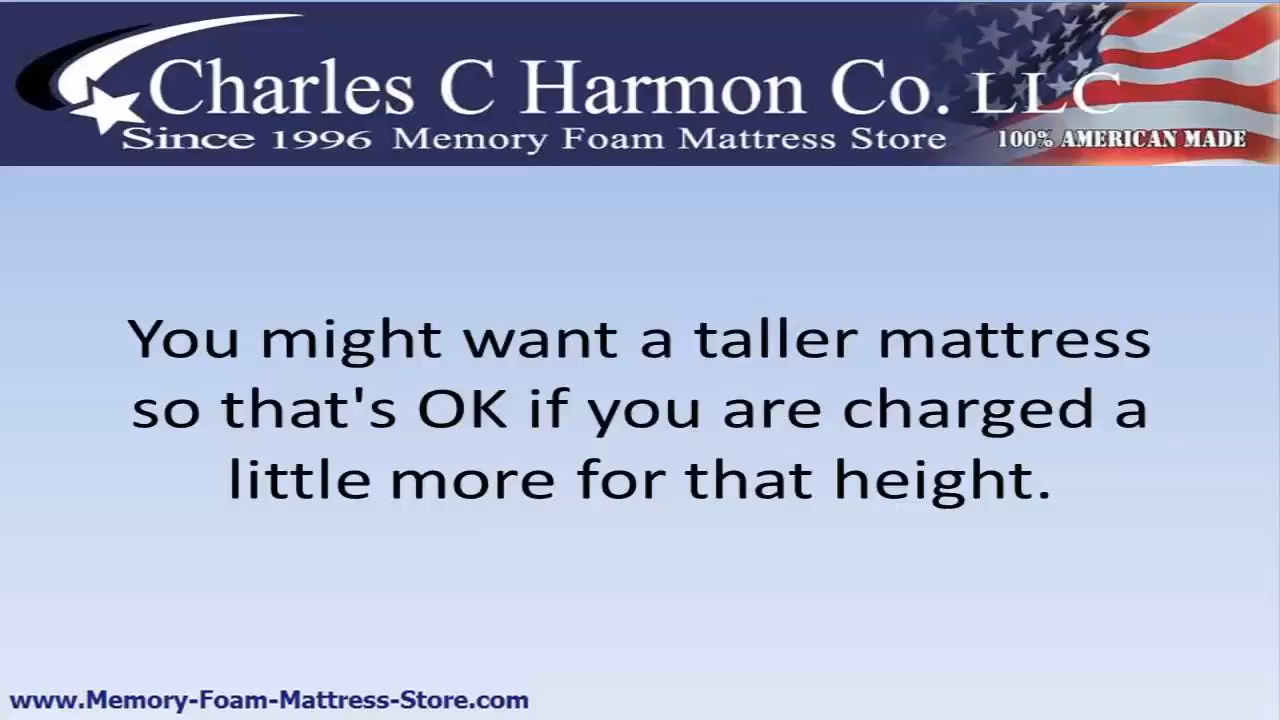 Charles C Harmon Co. LLC
Since 1996 Memory Foam Mattress Store
100% AMERICAN MADE
You might want a taller mattress
so that's OK if you are charged a
little more for that height.
www.Memory-Foam-Mattress-Store.com